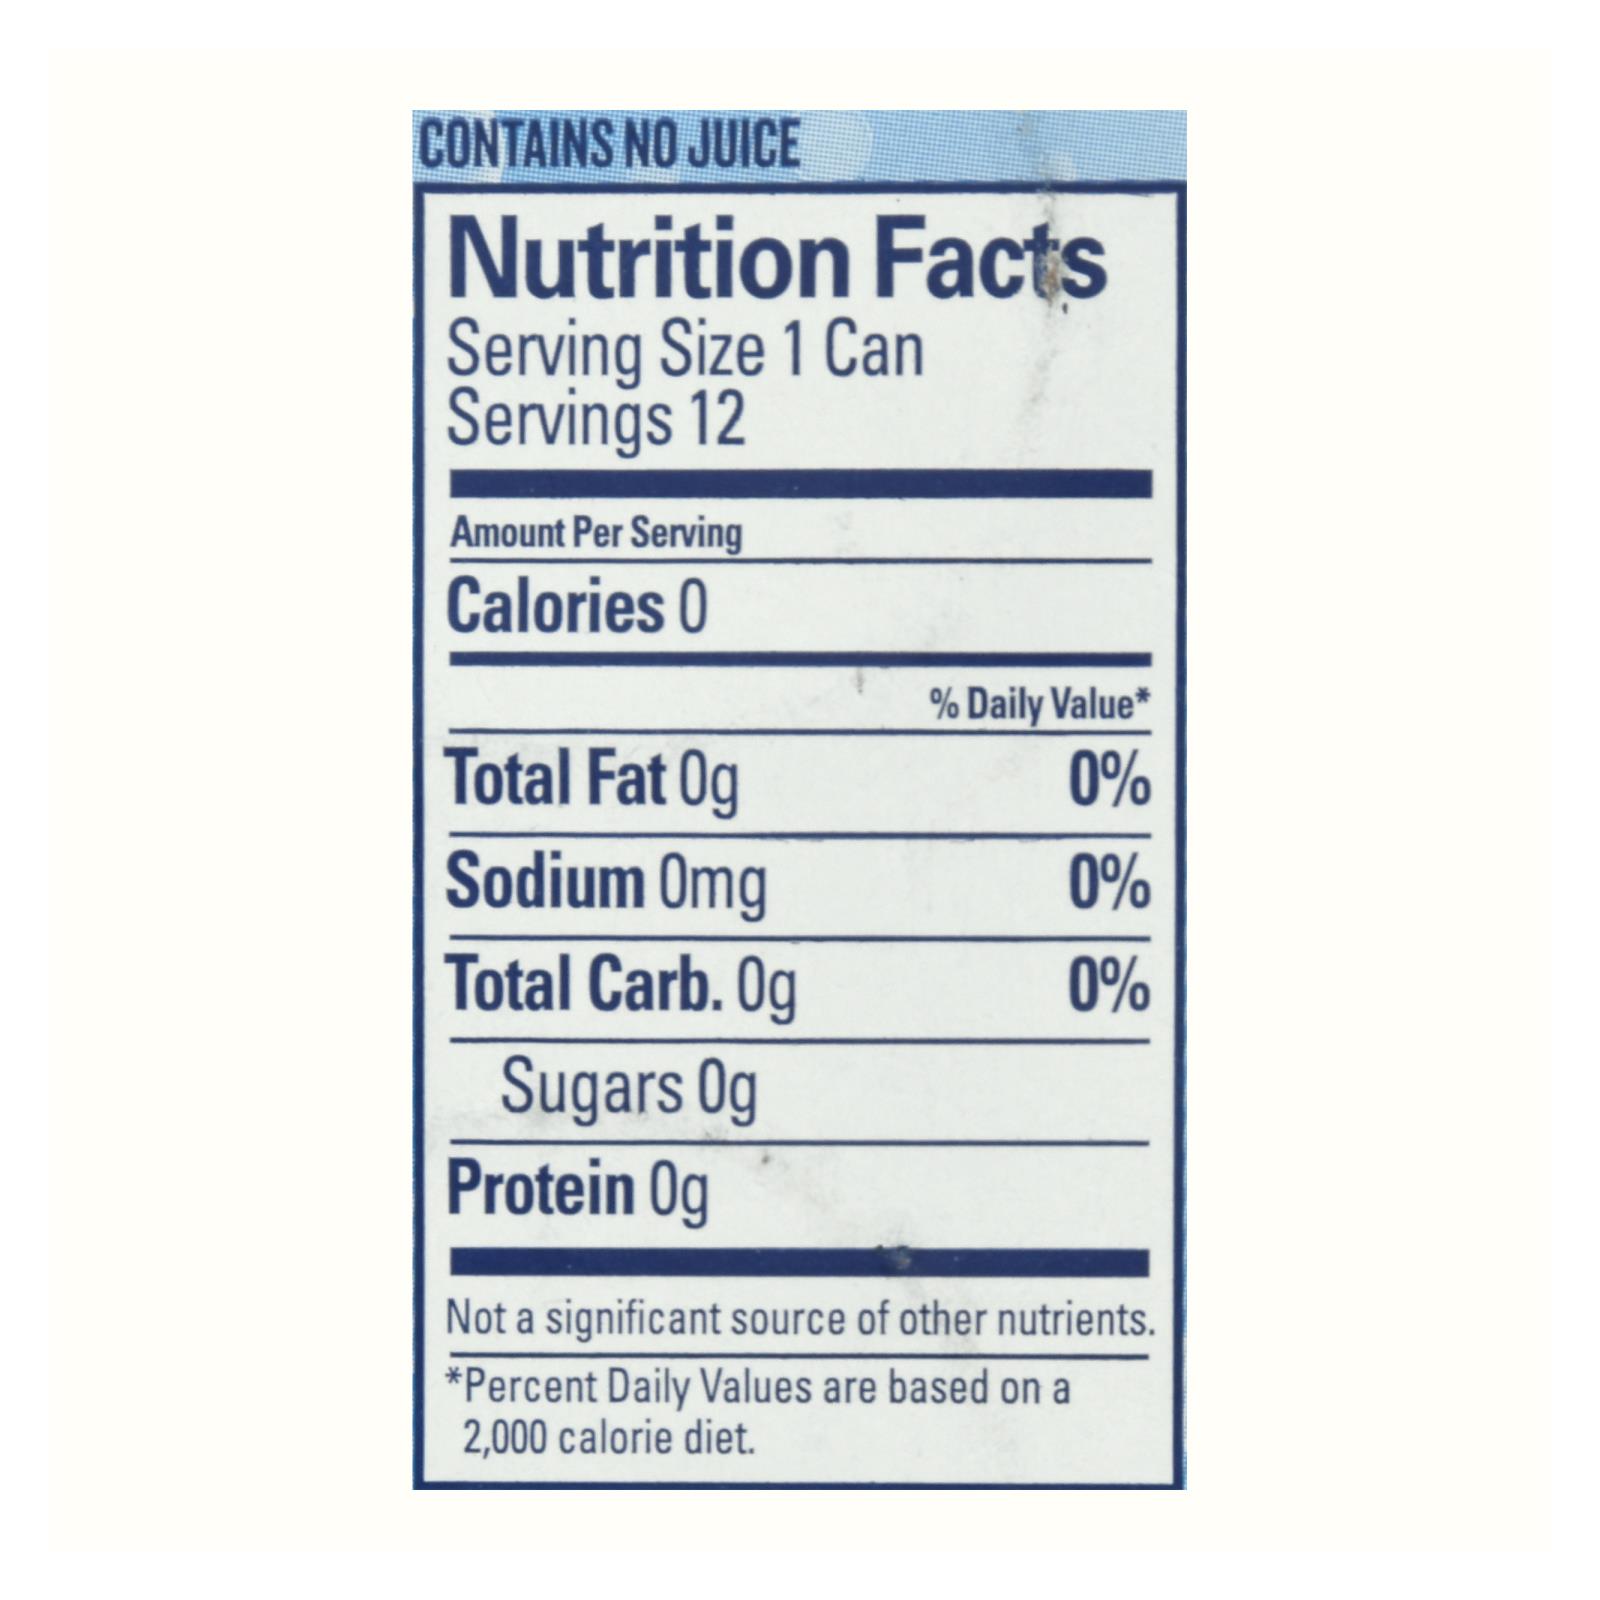 CONTAINS NO JUICE
Nutrition Facts
Serving Size 1 Can
Servings 12
Amount Per Serving
Calories 0
% Daily Value*
Total Fat 0g 0%
Sodium 0mg 0%
Total Carb. 0g 0%
Sugars 0g
Protein 0g
Not a significant source of other nutrients.
*Percent Daily Values are based on a
2,000 calorie diet.